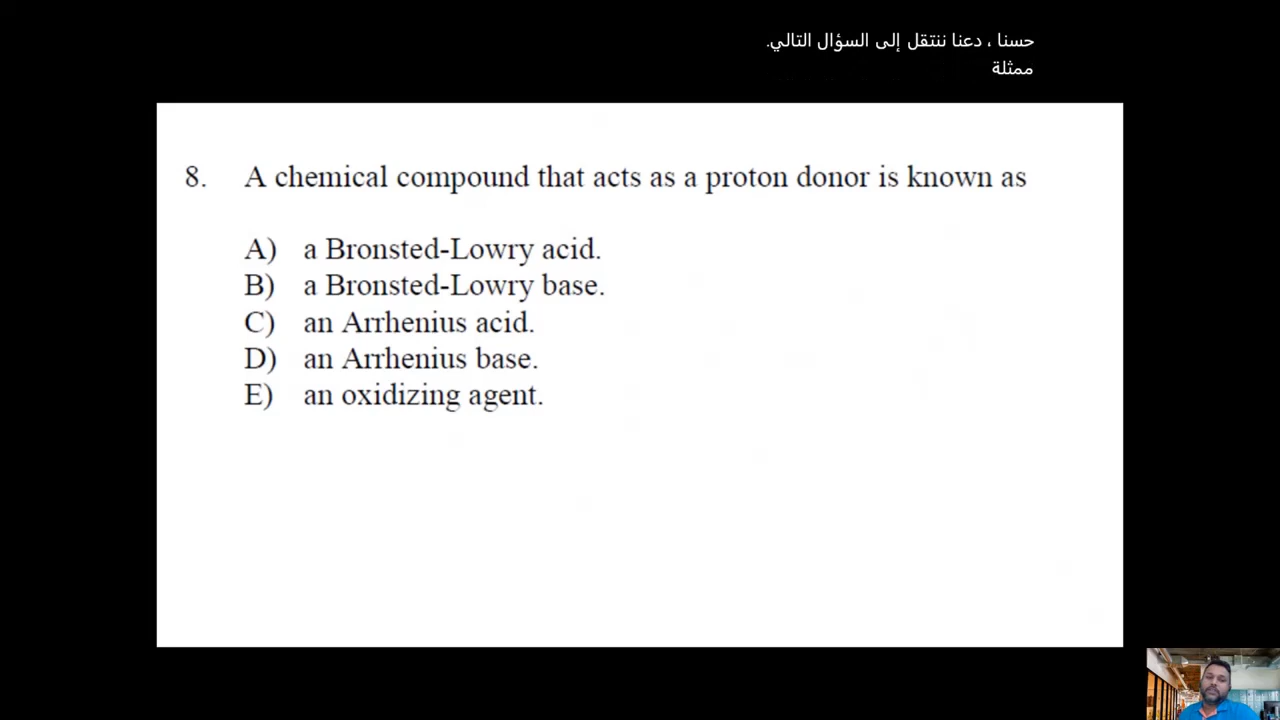 حسنا ، دعنا ننتقل إلى السؤال التالي.
ممثلة
8. A chemical compound that acts as a proton donor is known as
A) a Bronsted-Lowry acid.
B) a Bronsted-Lowry base.
C) an Arrhenius acid.
D) an Arrhenius base.
E) an oxidizing agent.